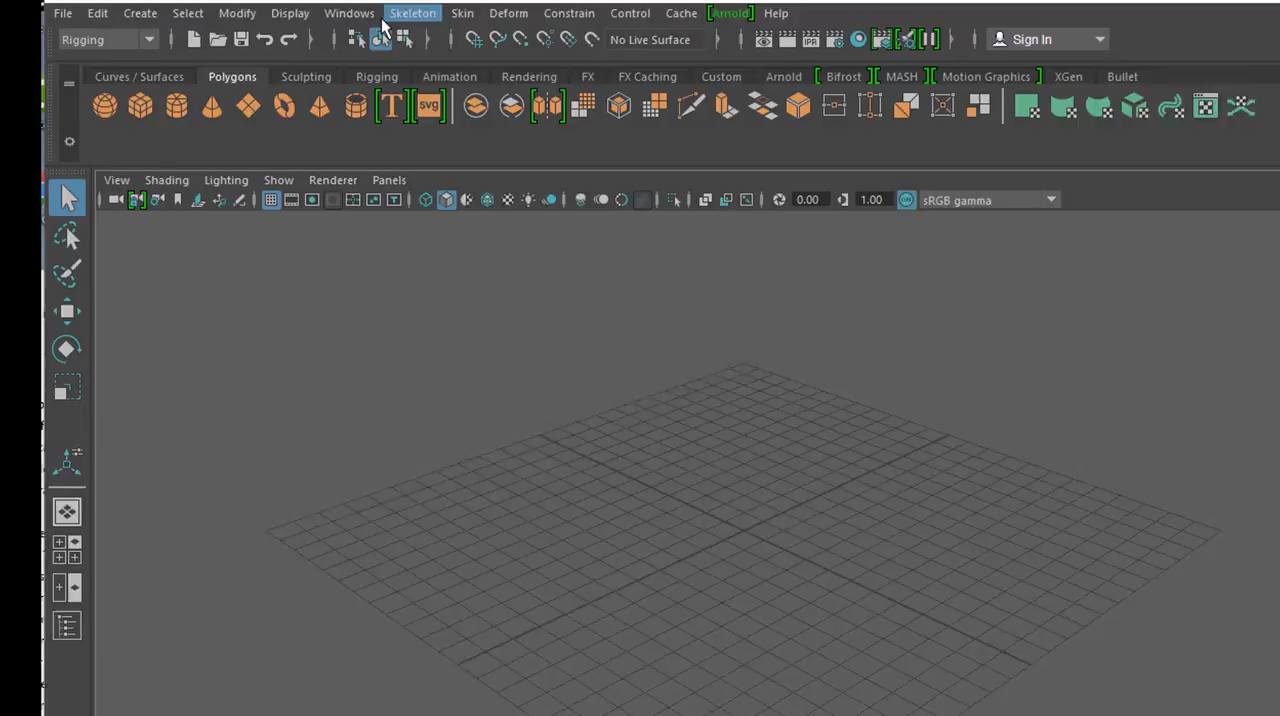 File Edit Create Select Modify Display Windows Skeleton Skin Deform Constrain Control Cache [Arnold] Help
Rigging No Live Surface IPR Sign In
Curves / Surfaces Polygons Sculpting Rigging Animation Rendering FX FX Caching Custom Arnold [ Bifrost ][ MASH ][ Motion Graphics ] XGen Bullet
[T][svg]
View Shading Lighting Show Renderer Panels
0.00 1.00 ON sRGB gamma